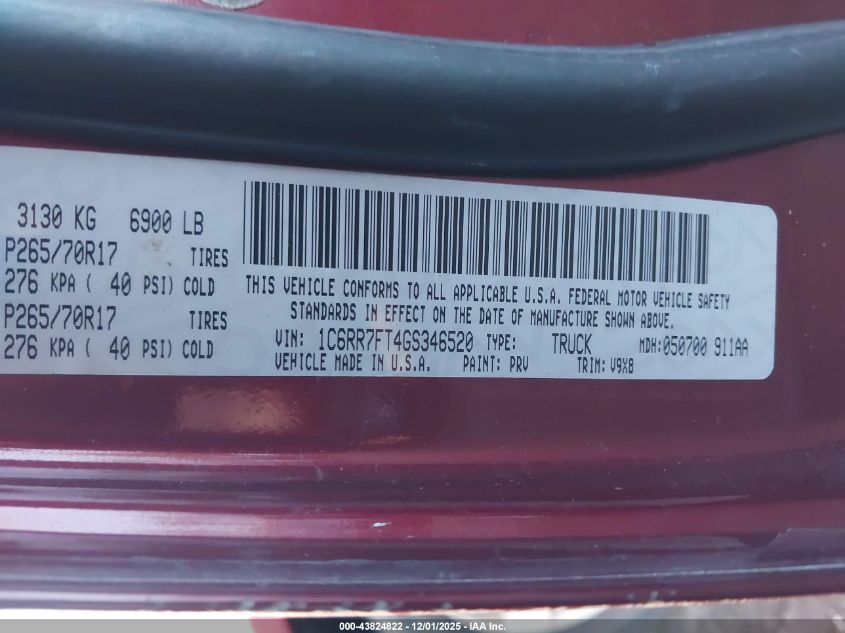 3130 KG 6900 LB
P265/70R17 TIRES
276 KPA ( 40 PSI) COLD
P265/70R17 TIRES
276 KPA ( 40 PSI) COLD
THIS VEHICLE CONFORMS TO ALL APPLICABLE U.S.A. FEDERAL MOTOR VEHICLE SAFETY
STANDARDS IN EFFECT ON THE DATE OF MANUFACTURE SHOWN ABOVE.
VIN: 1C6RR7FT4GS346520 TYPE: TRUCK MDH: 050700 911AA
VEHICLE MADE IN U.S.A. PAINT: PRV TRIM: V9X8
000-43824822 - 12/01/2025 - IAA Inc.